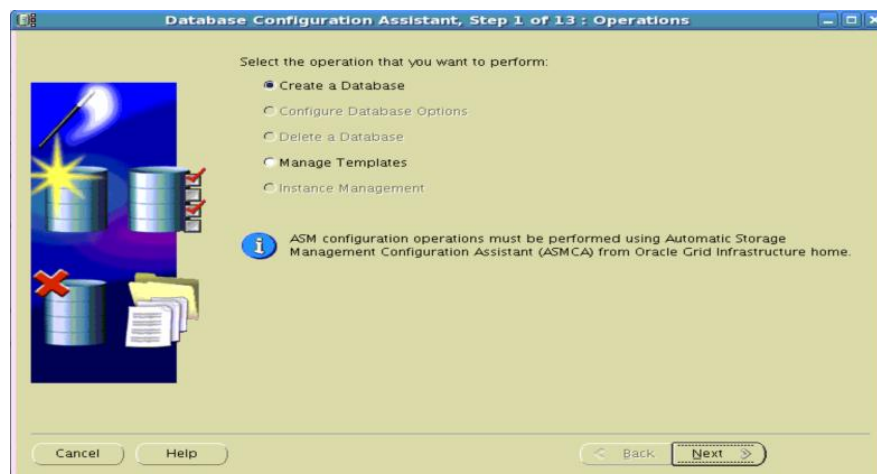 Database Configuration Assistant, Step 1 of 13 : Operations
Select the operation that you want to perform:
Create a Database
Configure Database Options
Delete a Database
Manage Templates
Instance Management
ASM configuration operations must be performed using Automatic Storage
Management Configuration Assistant (ASMCA) from Oracle Grid Infrastructure home.
Cancel
Help
Back
Next